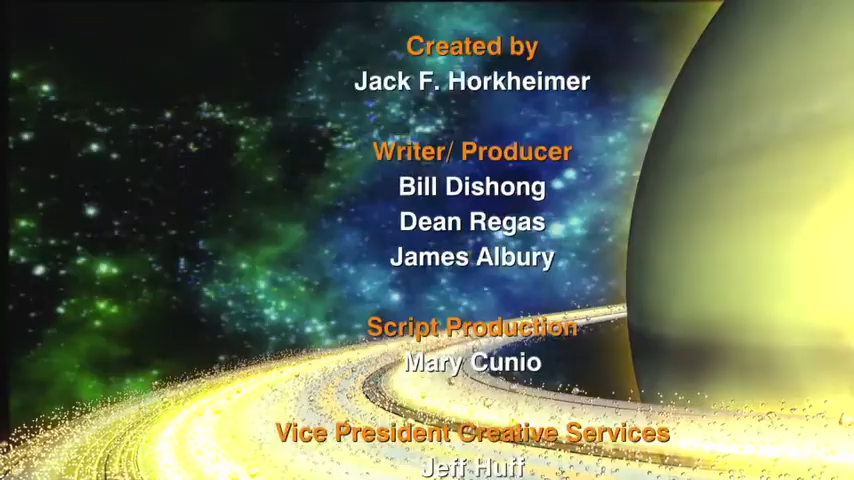 Created by
Jack F. Horkheimer
Writer/ Producer
Bill Dishong
Dean Regas
James Albury
Script Production
Mary Cunio
Vice President Creative Services
Jeff Huff